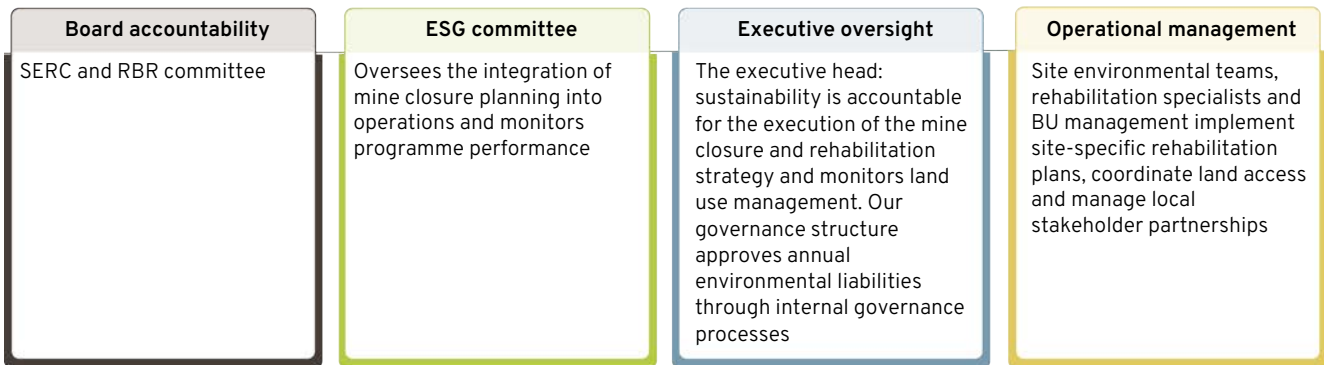 Board accountability
SERC and RBR committee
ESG committee
Oversees the integration of
mine closure planning into
operations and monitors
programme performance
Executive oversight
The executive head:
sustainability is accountable
for the execution of the mine
closure and rehabilitation
strategy and monitors land
use management. Our
governance structure
approves annual
environmental liabilities
through internal governance
processes
Operational management
Site environmental teams,
rehabilitation specialists and
BU management implement
site-specific rehabilitation
plans, coordinate land access
and manage local
stakeholder partnerships